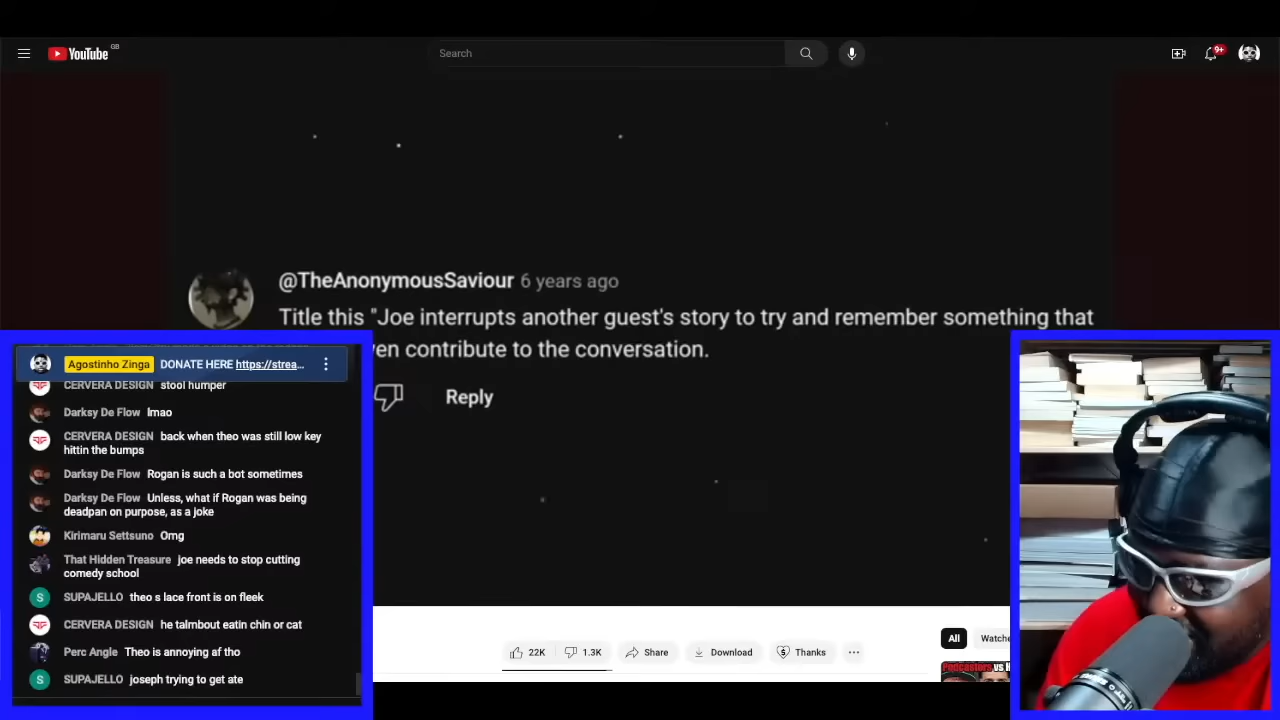 YouTube GB
Search
9+
@TheAnonymousSaviour 6 years ago
Title this "Joe interrupts another guest's story to try and remember something that
en contribute to the conversation.
Reply
Agostinho Zinga DONATE HERE https://strea...
CERVERA DESIGN stool humper
Darksy De Flow lmao
CERVERA DESIGN back when theo was still low key
hittin the bumps
Darksy De Flow Rogan is such a bot sometimes
Darksy De Flow Unless, what if Rogan was being
deadpan on purpose, as a joke
Kirimaru Settsuno Omg
That Hidden Treasure joe needs to stop cutting
comedy school
S SUPAJELLO theo s lace front is on fleek
CERVERA DESIGN he talmbout eatin chin or cat
Perc Angle Theo is annoying af tho
S SUPAJELLO joseph trying to get ate
22K 1.3K Share Download Thanks
All Watche
Podcasters vs H